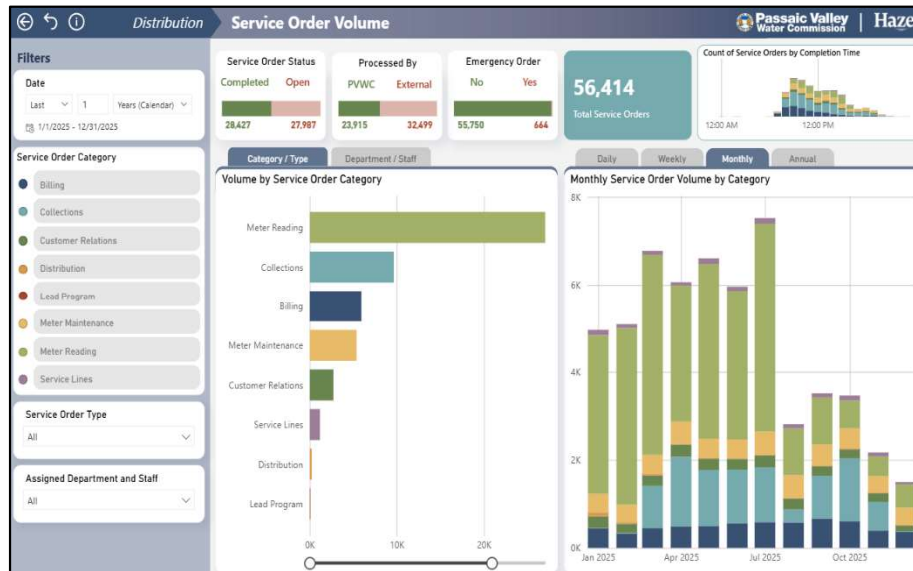 Distribution
Service Order Volume
Passaic Valley
Water Commission
Haze
Filters
Date
Last
1
Years (Calendar)
1/1/2025 - 12/31/2025
Service Order Category
Billing
Collections
Customer Relations
Distribution
Lead Program
Meter Maintenance
Meter Reading
Service Lines
Service Order Type
All
Assigned Department and Staff
All
Service Order Status
Completed Open
28,427 27,987
Processed By
PVWC External
23,915 32,499
Emergency Order
No Yes
55,750 664
56,414
Total Service Orders
Count of Service Orders by Completion Time
12:00 AM 12:00 PM
Category / Type
Department / Staff
Volume by Service Order Category
Meter Reading
Collections
Billing
Meter Maintenance
Customer Relations
Service Lines
Distribution
Lead Program
0K 10K 20K
Daily
Weekly
Monthly
Annual
Monthly Service Order Volume by Category
8K
6K
4K
2K
0K
Jan 2025 Apr 2025 Jul 2025 Oct 2025